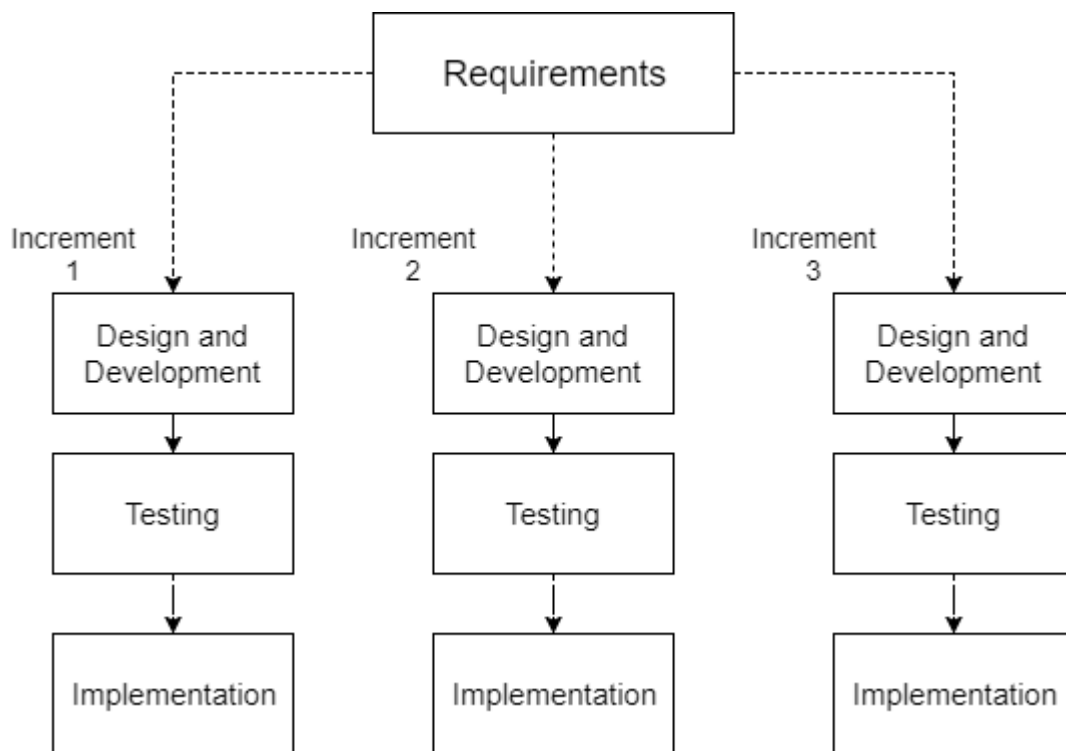 Requirements
Increment
1
Increment
2
Increment
3
Design and
Development
Design and
Development
Design and
Development
Testing
Testing
Testing
Implementation
Implementation
Implementation